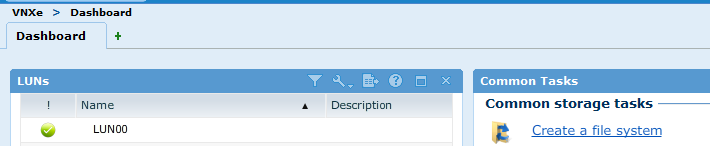 VNXe > Dashboard
Dashboard +
LUNs
! Name ▲ Description
LUN00
Common Tasks
Common storage tasks
Create a file system